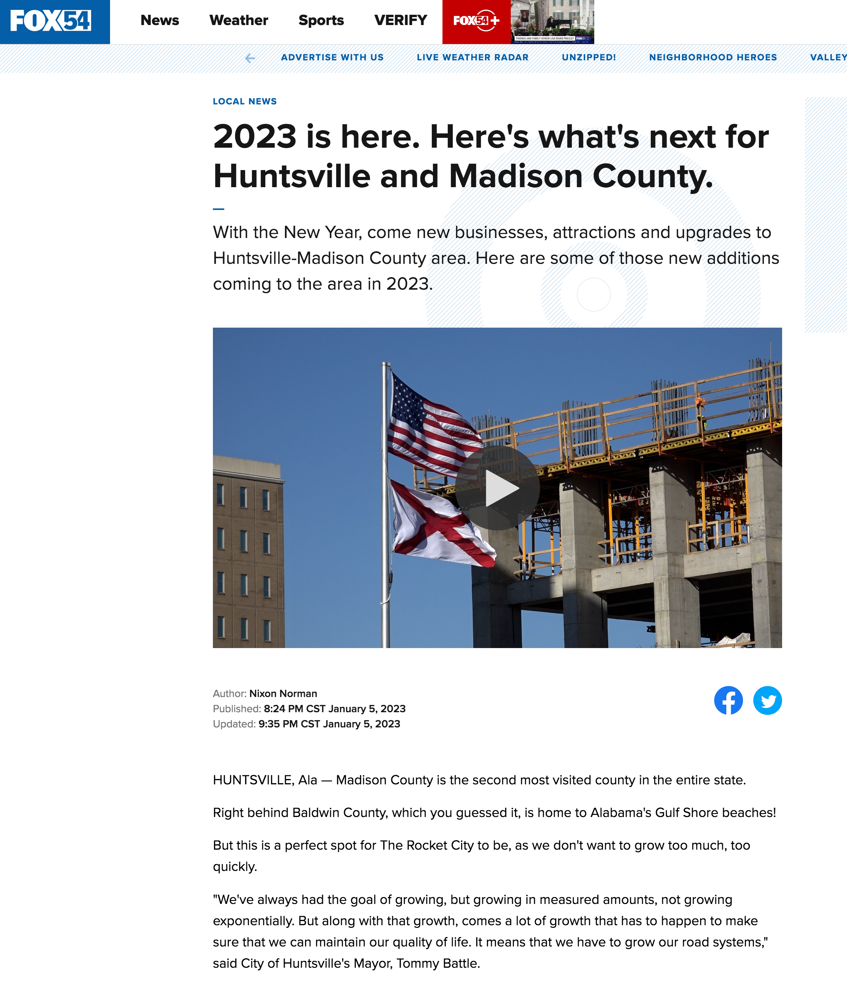 FOX54
News
Weather
Sports
VERIFY
FOX54+
FRIENDS AND FAMILY HONOR LISA MARIE PRESLEY
FOX54
ADVERTISE WITH US
LIVE WEATHER RADAR
UNZIPPED!
NEIGHBORHOOD HEROES
VALLEY
LOCAL NEWS
2023 is here. Here's what's next for
Huntsville and Madison County.
With the New Year, come new businesses, attractions and upgrades to
Huntsville-Madison County area. Here are some of those new additions
coming to the area in 2023.
Author: Nixon Norman
Published: 8:24 PM CST January 5, 2023
Updated: 9:35 PM CST January 5, 2023
HUNTSVILLE, Ala — Madison County is the second most visited county in the entire state.
Right behind Baldwin County, which you guessed it, is home to Alabama's Gulf Shore beaches!
But this is a perfect spot for The Rocket City to be, as we don't want to grow too much, too
quickly.
"We've always had the goal of growing, but growing in measured amounts, not growing
exponentially. But along with that growth, comes a lot of growth that has to happen to make
sure that we can maintain our quality of life. It means that we have to grow our road systems,"
said City of Huntsville's Mayor, Tommy Battle.